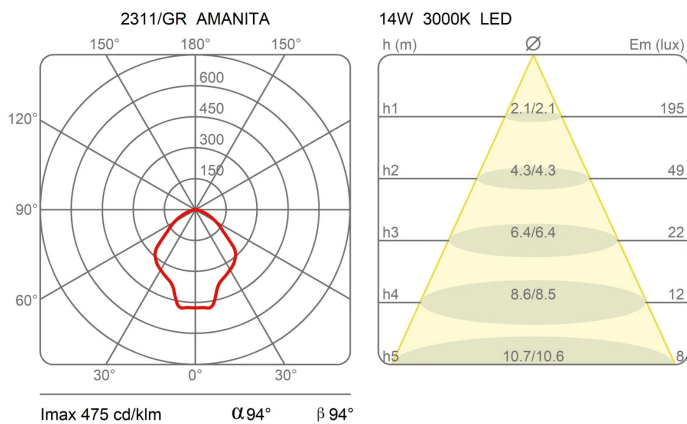 2311/GR AMANITA
150° 180° 150°
600
120° 450
300
150
90°
60°
30° 0° 30°
Imax 475 cd/klm α 94° β 94°
14W 3000K LED
h (m) Ø Em (lux)
h1 2.1/2.1 195
h2 4.3/4.3 49
h3 6.4/6.4 22
h4 8.6/8.5 12
h5 10.7/10.6 8